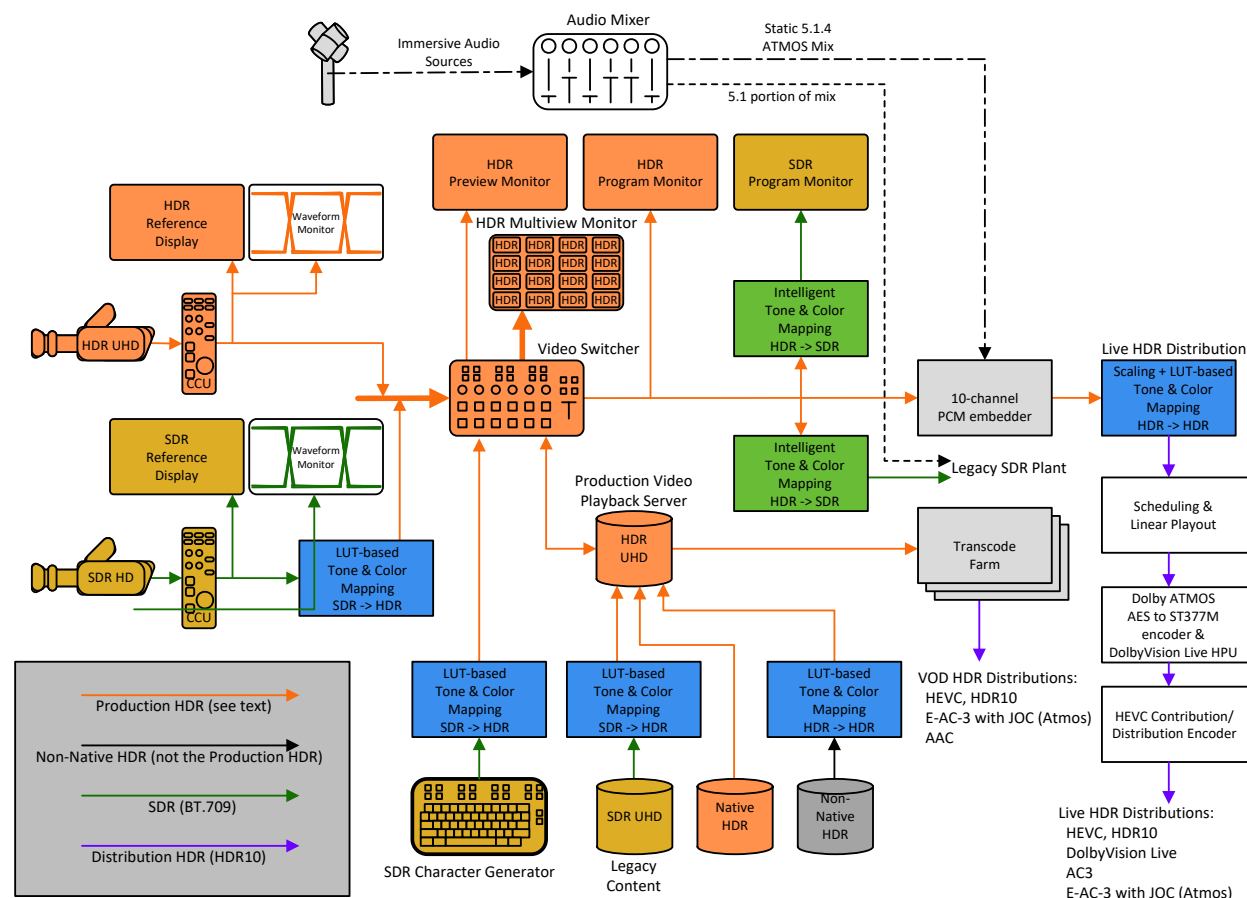 Audio Mixer
Immersive Audio
Sources
Static 5.1.4
ATMOS Mix
5.1 portion of mix
HDR
Preview Monitor
HDR
Program Monitor
SDR
Program Monitor
HDR
Reference
Display
Waveform
Monitor
HDR Multiview Monitor
HDR HDR HDR HDR
HDR HDR HDR HDR
HDR HDR HDR HDR
HDR HDR HDR HDR
Intelligent
Tone & Color
Mapping
HDR -> SDR
HDR UHD
CCU
Video Switcher
Live HDR Distribution
10-channel
PCM embedder
Scaling + LUT-based
Tone & Color
Mapping
HDR -> HDR
SDR
Reference
Display
Waveform
Monitor
Intelligent
Tone & Color
Mapping
HDR -> SDR
Legacy SDR Plant
Production Video
Playback Server
HDR
UHD
Scheduling &
Linear Playout
Transcode
Farm
SDR HD
CCU
LUT-based
Tone & Color
Mapping
SDR -> HDR
Dolby ATMOS
AES to ST377M
encoder &
DolbyVision Live HPU
LUT-based
Tone & Color
Mapping
SDR -> HDR
LUT-based
Tone & Color
Mapping
SDR -> HDR
LUT-based
Tone & Color
Mapping
HDR -> HDR
VOD HDR Distributions:
HEVC, HDR10
E-AC-3 with JOC (Atmos)
AAC
HEVC Contribution/
Distribution Encoder
Production HDR (see text)
Non-Native HDR (not the Production HDR)
SDR (BT.709)
Distribution HDR (HDR10)
SDR Character Generator
SDR UHD
Legacy
Content
Native
HDR
Non-
Native
HDR
Live HDR Distributions:
HEVC, HDR10
DolbyVision Live
AC3
E-AC-3 with JOC (Atmos)